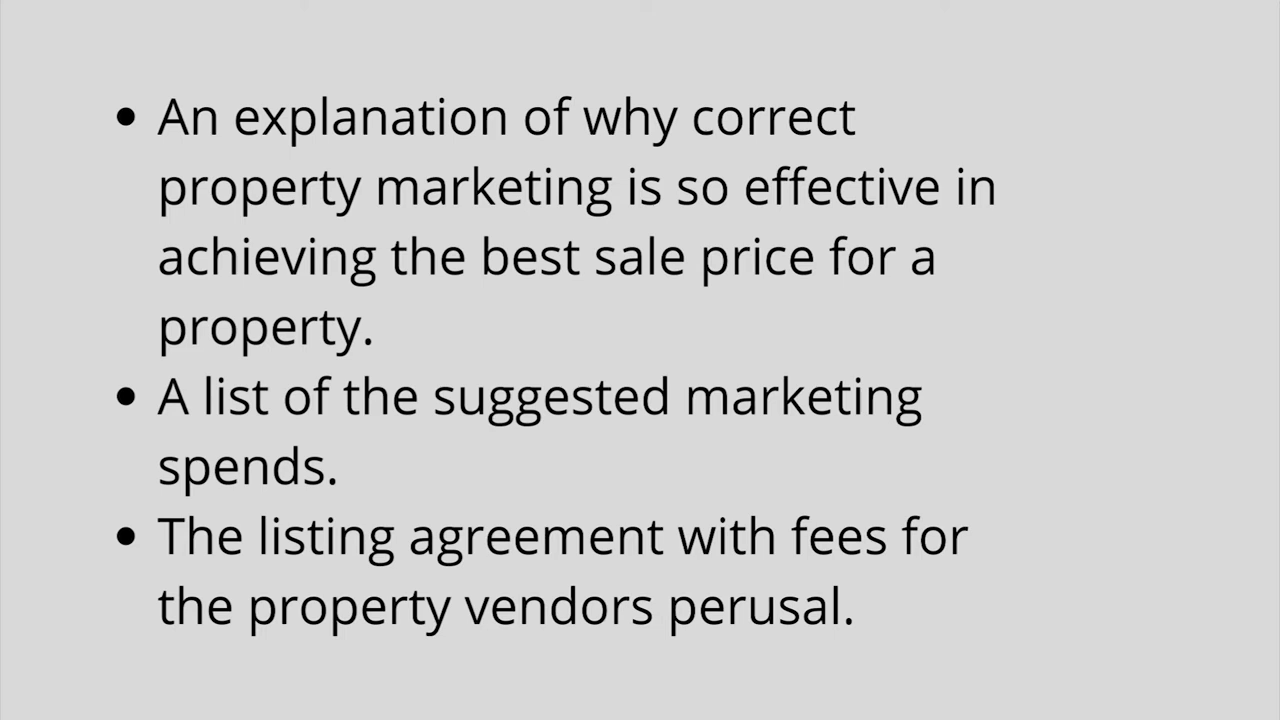 • An explanation of why correct
property marketing is so effective in
achieving the best sale price for a
property.
• A list of the suggested marketing
spends.
• The listing agreement with fees for
the property vendors perusal.